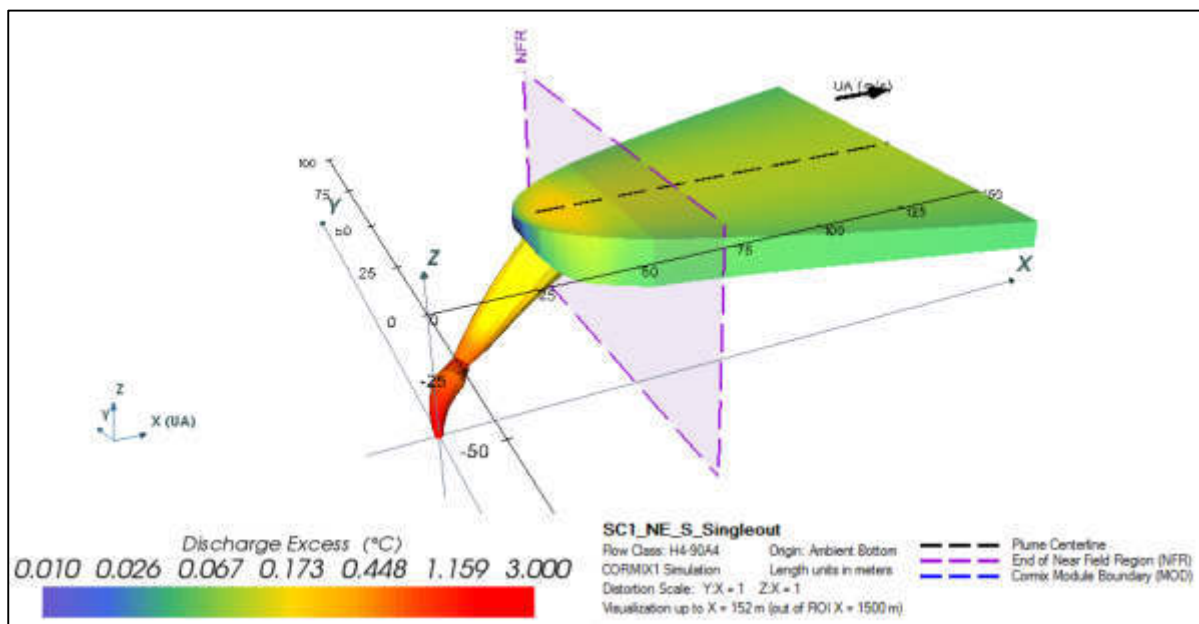 NFR
UA (m/s)
100
75
Y
50
25
0
Z
0
-25
-50
25
50
75
100
125
150
X
Z
Y
X (UA)
Discharge Excess (°C)
0.010 0.026 0.067 0.173 0.448 1.159 3.000
SC1_NE_S_Singleout
Flow Class: H4-90A4 Origin: Ambient Bottom
CORMIX1 Simulation Length units in meters
Distortion Scale: Y:X = 1 Z:X = 1
Visualization up to X = 152 m (out of ROI X = 1500 m)
Plume Centerline
End of Near Field Region (NFR)
Cormix Module Boundary (MOD)